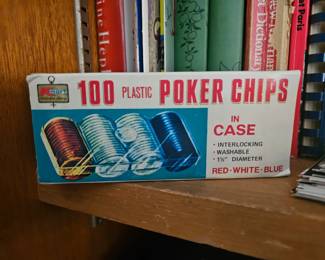 100 PLASTIC POKER CHIPS
IN
CASE
• INTERLOCKING
• WASHABLE
• 1½" DIAMETER
RED-WHITE-BLUE